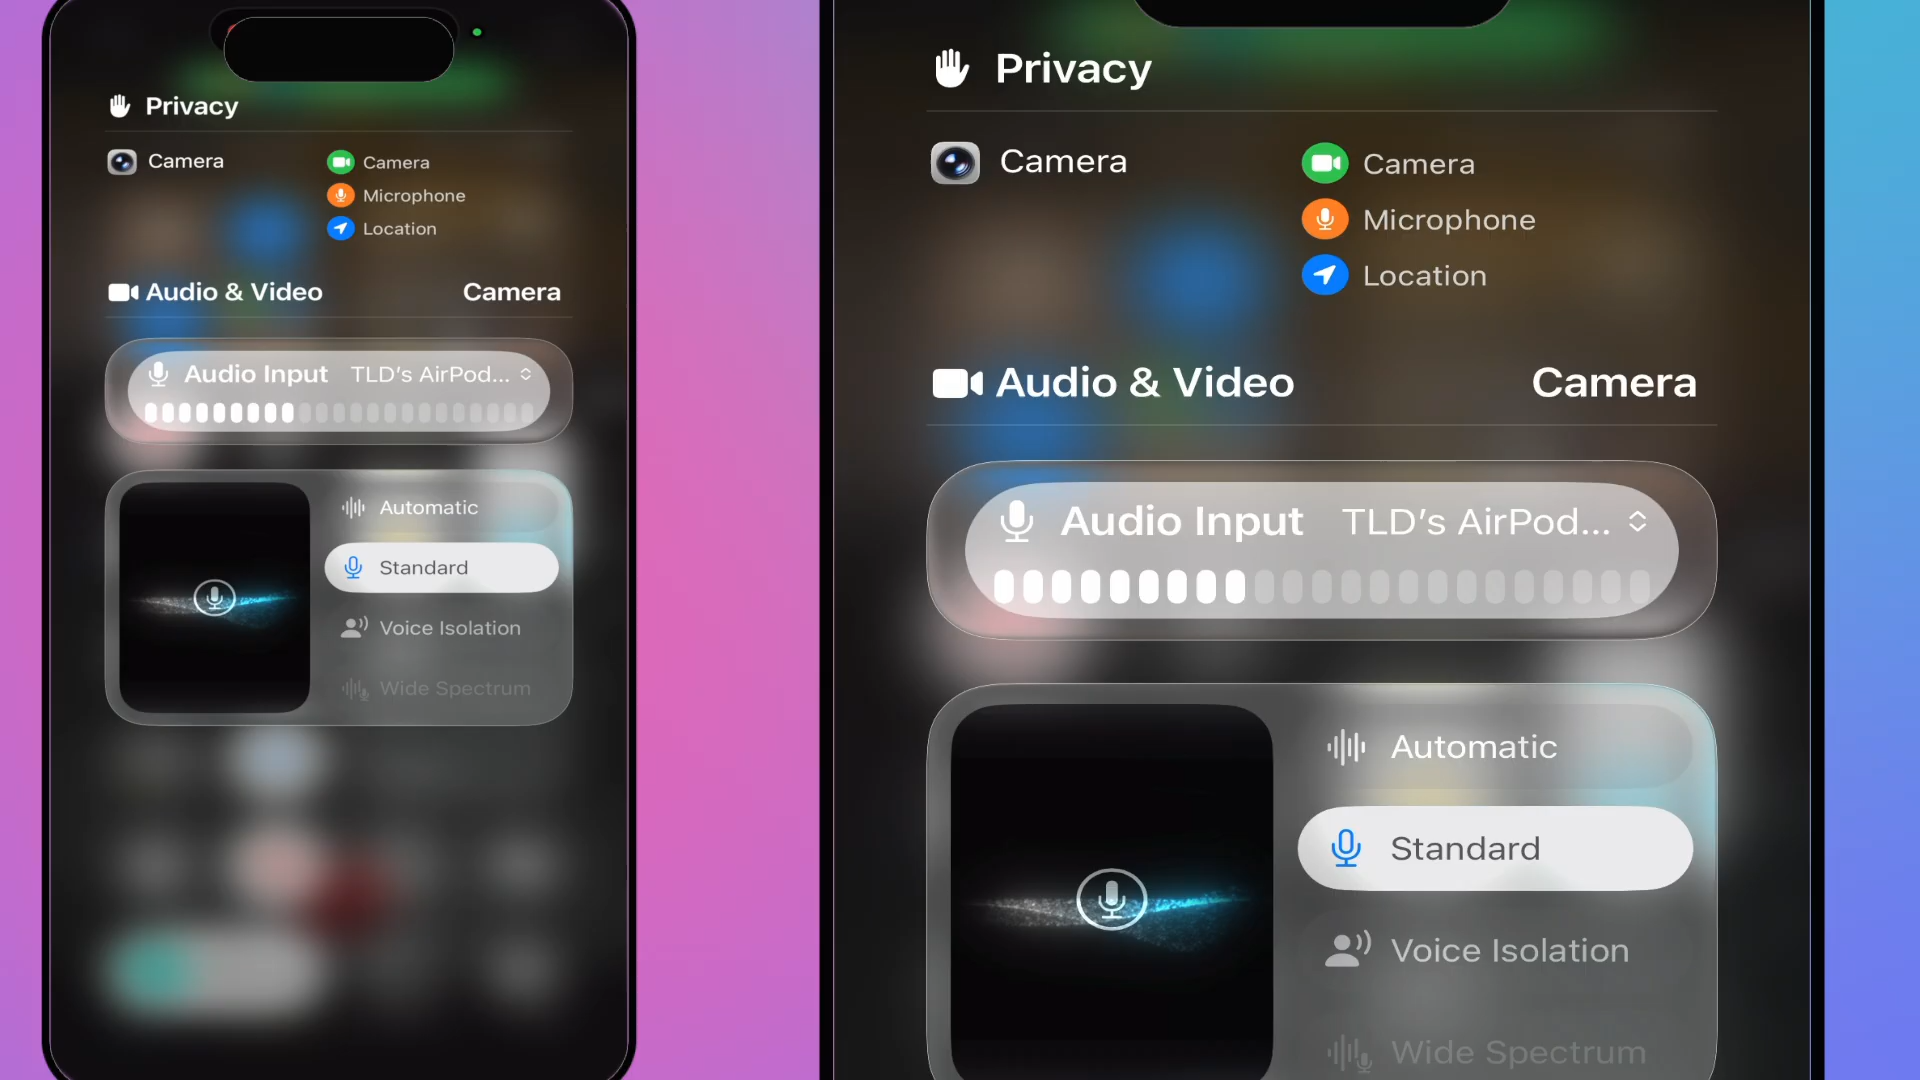 Privacy
Camera
Camera
Microphone
Location
Audio & Video
Camera
Audio Input TLD's AirPod...
Automatic
Standard
Voice Isolation
Wide Spectrum
Privacy
Camera
Camera
Microphone
Location
Audio & Video
Camera
Audio Input TLD's AirPod...
Automatic
Standard
Voice Isolation
Wide Spectrum